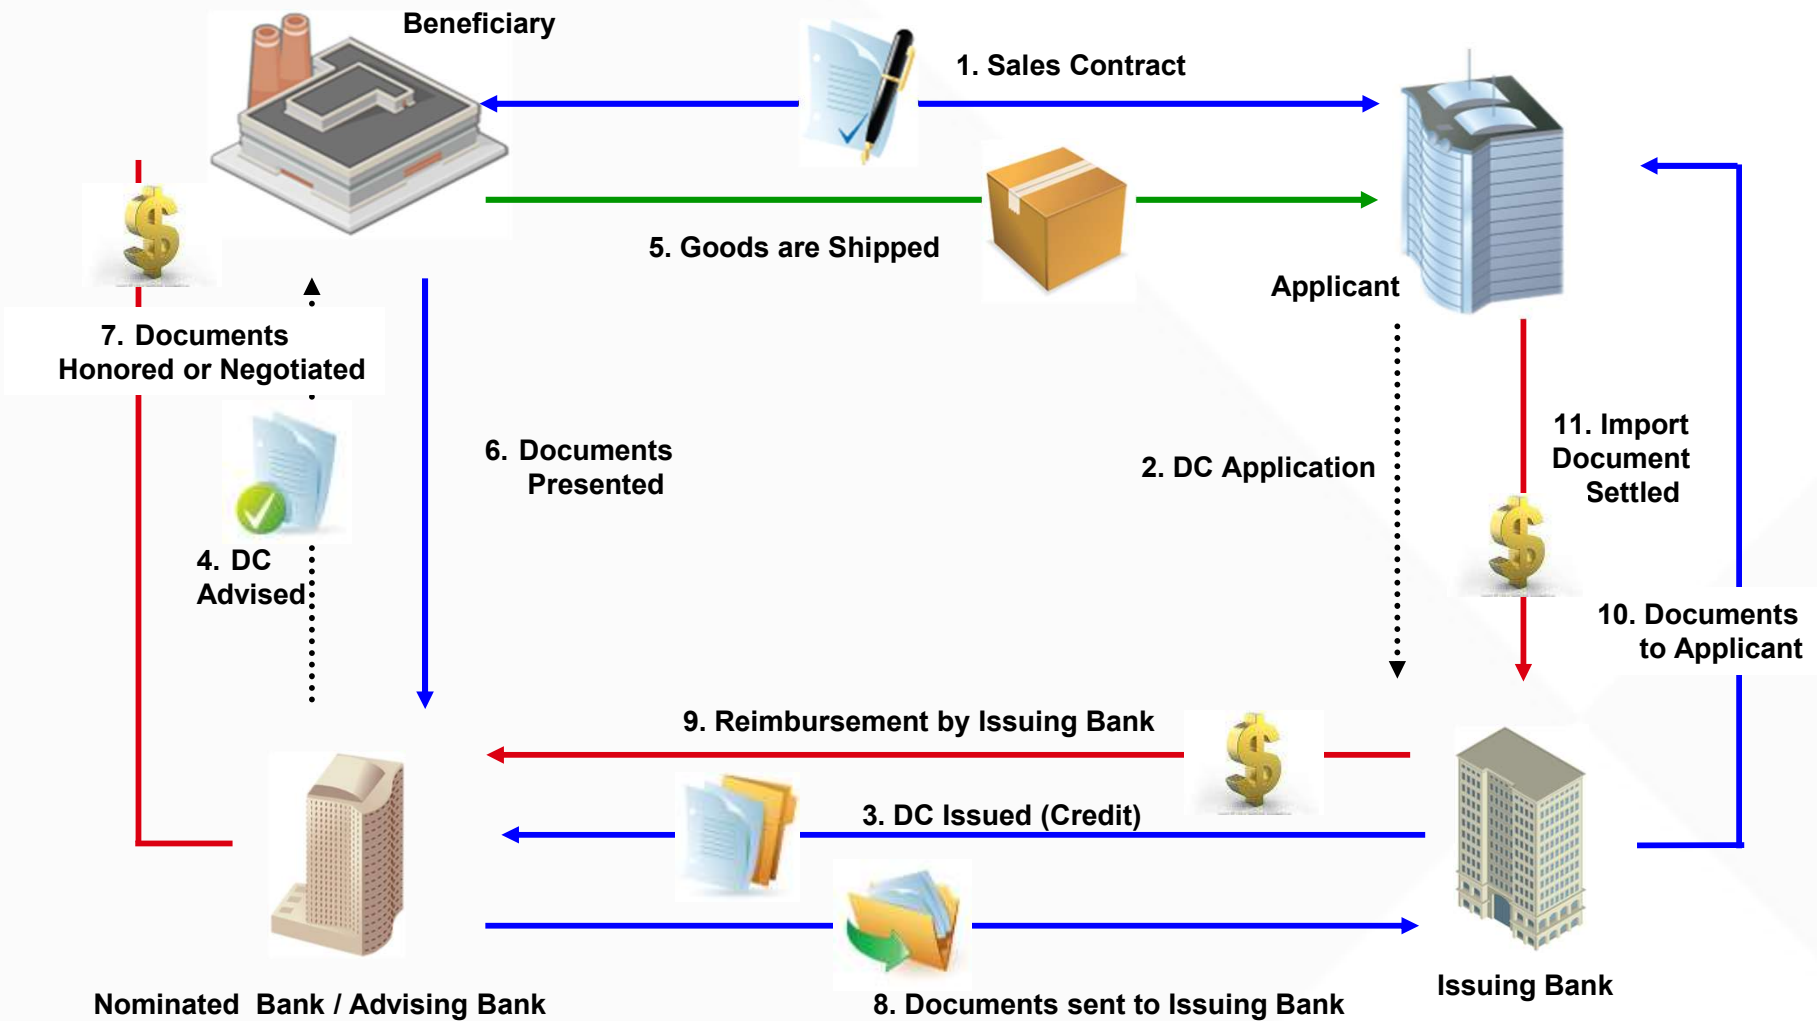 Beneficiary
1. Sales Contract
5. Goods are Shipped
Applicant
7. Documents
Honored or Negotiated
6. Documents
Presented
2. DC Application
11. Import
Document
Settled
4. DC
Advised
10. Documents
to Applicant
9. Reimbursement by Issuing Bank
3. DC Issued (Credit)
Issuing Bank
Nominated Bank / Advising Bank
8. Documents sent to Issuing Bank